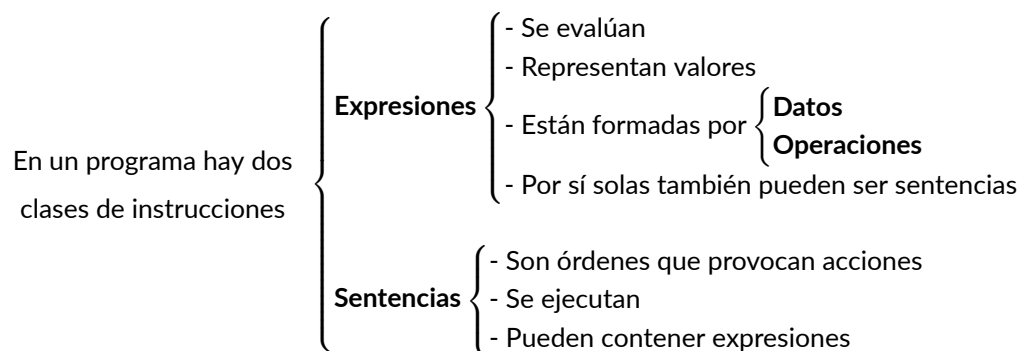 En un programa hay dos
clases de instrucciones
Expresiones
- Se evalúan
- Representan valores
- Están formadas por
Datos
Operaciones
- Por sí solas también pueden ser sentencias
Sentencias
- Son órdenes que provocan acciones
- Se ejecutan
- Pueden contener expresiones